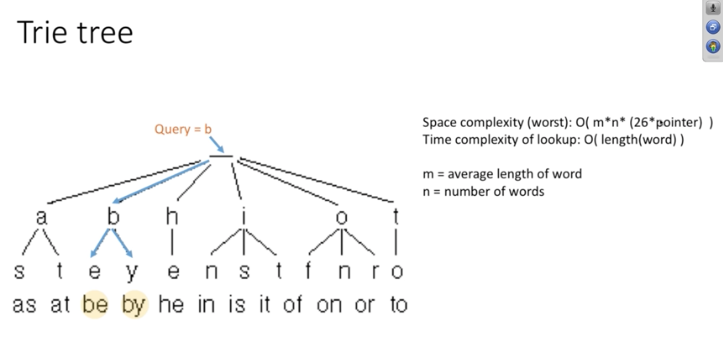 Trie tree
Query = b
Space complexity (worst): O( m*n* (26*pointer) )
Time complexity of lookup: O( length(word) )
m = average length of word
n = number of words
a b h i o t
s t e y e n s t f n r o
as at be by he in is it of on or to